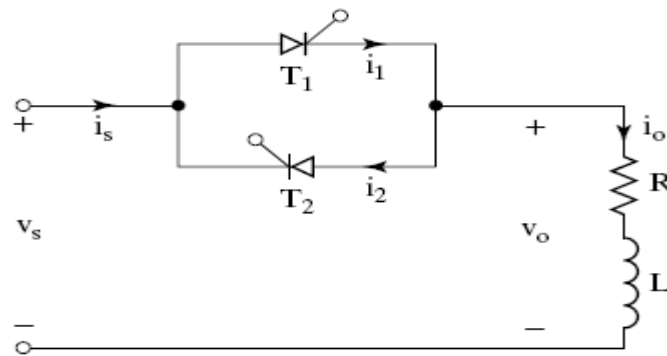 T1
i1
+
is
+
io
R
T2
i2
vs
vo
L
−
−